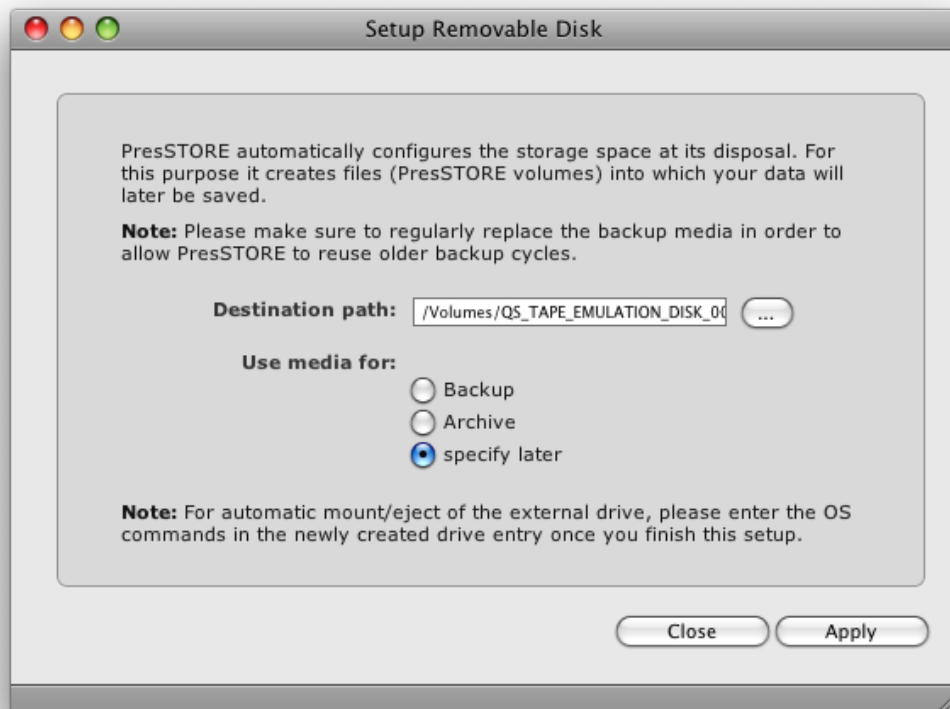 Setup Removable Disk
PresSTORE automatically configures the storage space at its disposal. For
this purpose it creates files (PresSTORE volumes) into which your data will
later be saved.
Note: Please make sure to regularly replace the backup media in order to
allow PresSTORE to reuse older backup cycles.
Destination path: /Volumes/QS_TAPE_EMULATION_DISK_00 ...
Use media for:
Backup
Archive
specify later
Note: For automatic mount/eject of the external drive, please enter the OS
commands in the newly created drive entry once you finish this setup.
Close Apply